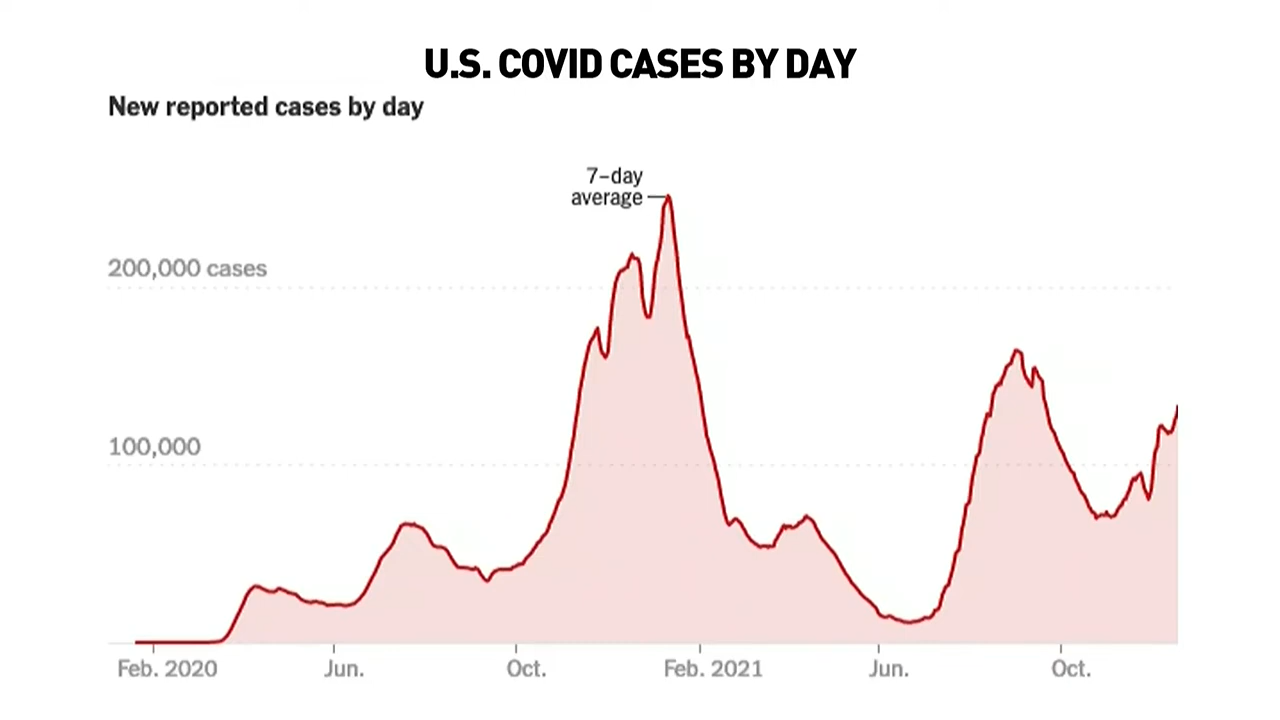 U.S. COVID CASES BY DAY
New reported cases by day
7–day
average
200,000 cases
100,000
Feb. 2020 Jun. Oct. Feb. 2021 Jun. Oct.